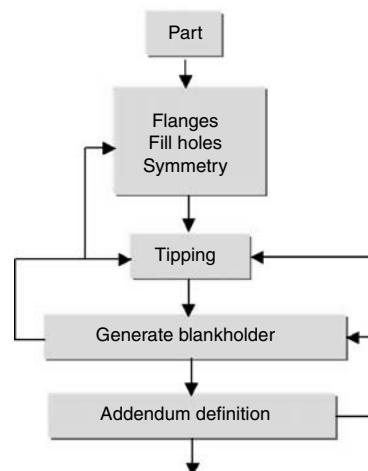 Part
Flanges
Fill holes
Symmetry
Tipping
Generate blankholder
Addendum definition